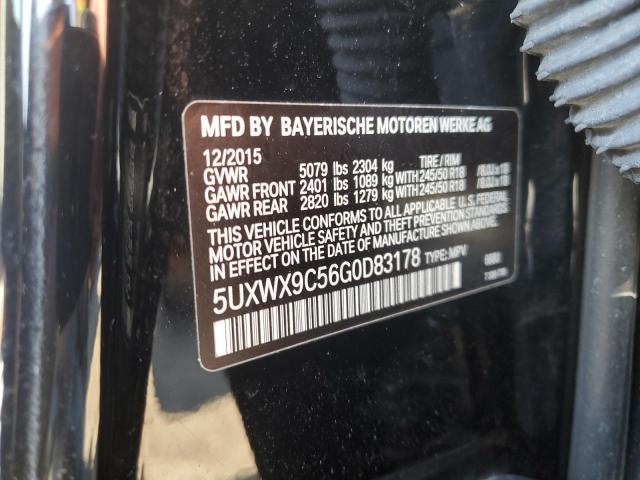 MFD BY BAYERISCHE MOTOREN WERKE AG
12/2015 TIRE / RIM
GVWR 5079 lbs 2304 kg
GAWR FRONT 2401 lbs 1089 kg WITH 245/50 R18
GAWR REAR 2820 lbs 1279 kg WITH 245/50 R18
THIS VEHICLE CONFORMS TO ALL APPLICABLE U.S. FEDERAL
MOTOR VEHICLE SAFETY AND THEFT PREVENTION STANDARDS
IN EFFECT ON THE DATE OF MANUFACTURE SHOWN ABOVE.
5UXWX9C56G0D83178 TYPE: MPV